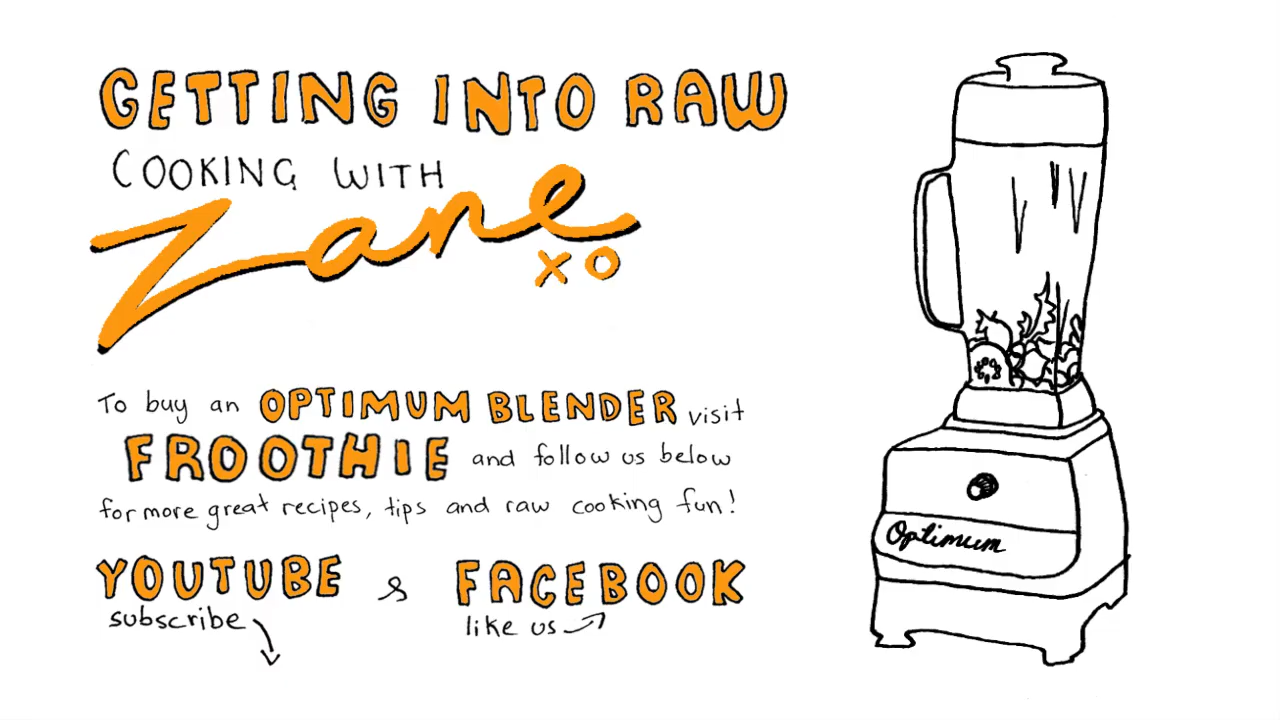 GETTING INTO RAW
COOKING WITH
Zane
XO
To buy an OPTIMUM BLENDER visit
FROOTHIE and follow us below
for more great recipes, tips and raw cooking fun!
YOUTUBE & FACEBOOK
subscribe like us
Optimum